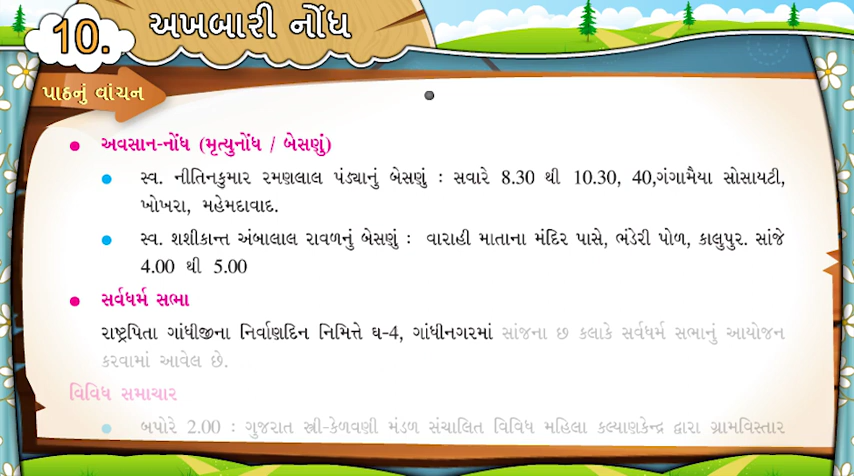 10. અખબારી નોંધ
પાઠનું વાંચન
• અવસાન-નોંધ (મૃત્યુનોંધ / બેસણું)
• સ્વ. નીતિનકુમાર રમણલાલ પંડ્યાનું બેસણું : સવારે 8.30 થી 10.30, 40,ગંગામૈયા સોસાયટી,
ખોખરા, મહેમદાવાદ.
• સ્વ. શશીકાન્ત અંબાલાલ રાવળનું બેસણું : વારાહી માતાના મંદિર પાસે, ભંડેરી પોળ, કાલુપુર. સાંજે
4.00 થી 5.00
• સર્વધર્મ સભા
રાષ્ટ્રપિતા ગાંધીજીના નિર્વાણદિન નિમિત્તે ઘ-4, ગાંધીનગરમાં સાંજના છ કલાકે સર્વધર્મ સભાનું આયોજન
કરવામાં આવેલ છે.
વિવિધ સમાચાર
• બપોરે 2.00 : ગુજરાત સ્ત્રી-કેળવણી મંડળ સંચાલિત વિવિધ મહિલા કલ્યાણકેન્દ્ર દ્વારા ગ્રામવિસ્તાર